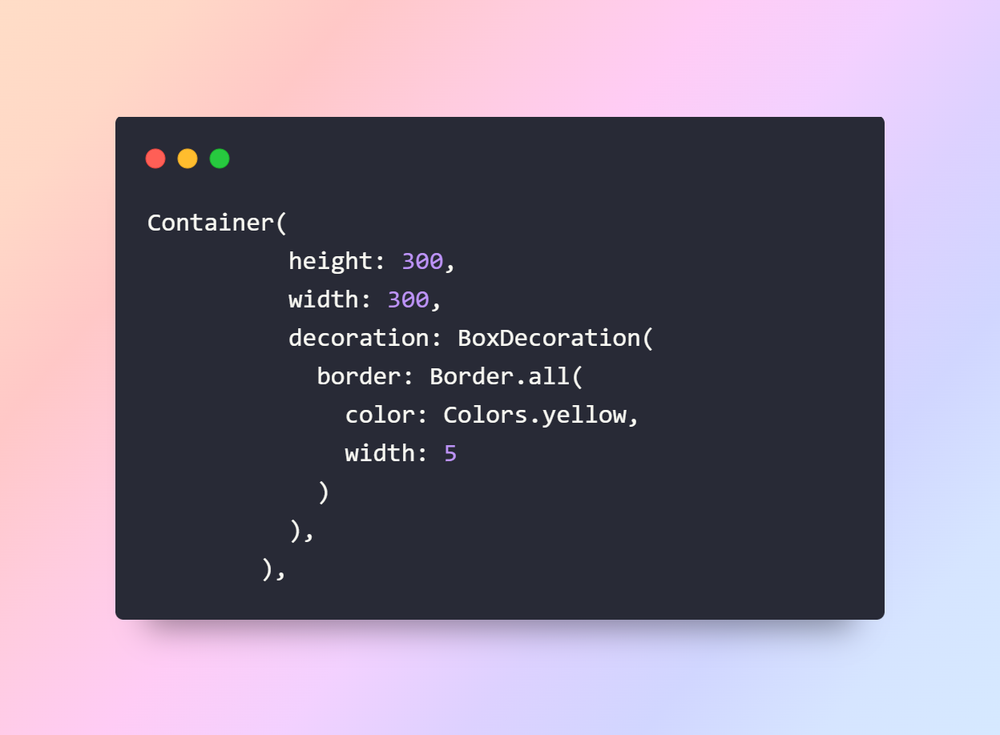 Container(
height: 300,
width: 300,
decoration: BoxDecoration(
border: Border.all(
color: Colors.yellow,
width: 5
)
),
),